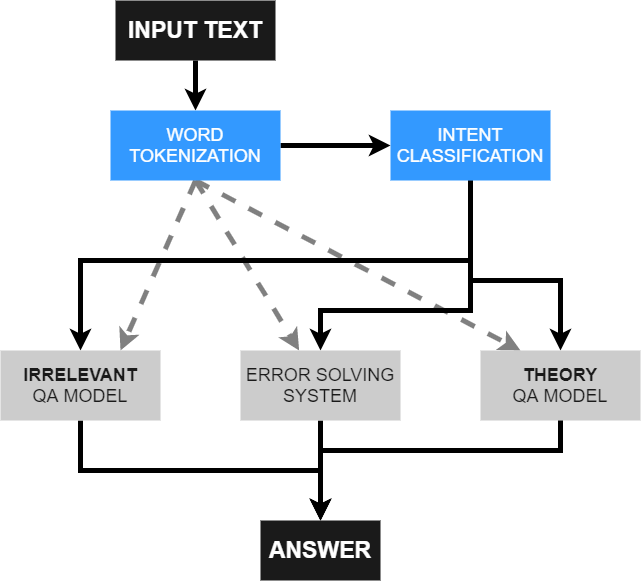 INPUT TEXT
WORD
TOKENIZATION
INTENT
CLASSIFICATION
IRRELEVANT
QA MODEL
ERROR SOLVING
SYSTEM
THEORY
QA MODEL
ANSWER